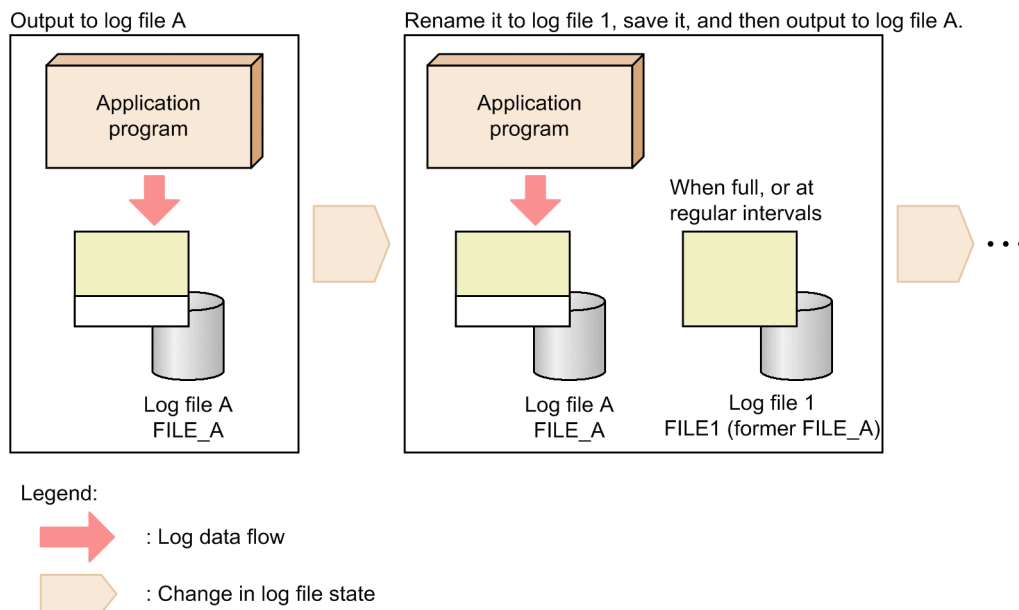 Output to log file A
Rename it to log file 1, save it, and then output to log file A.
Application
program
Application
program
When full, or at
regular intervals
...
Log file A
FILE_A
Log file A
FILE_A
Log file 1
FILE1 (former FILE_A)
Legend:
: Log data flow
: Change in log file state